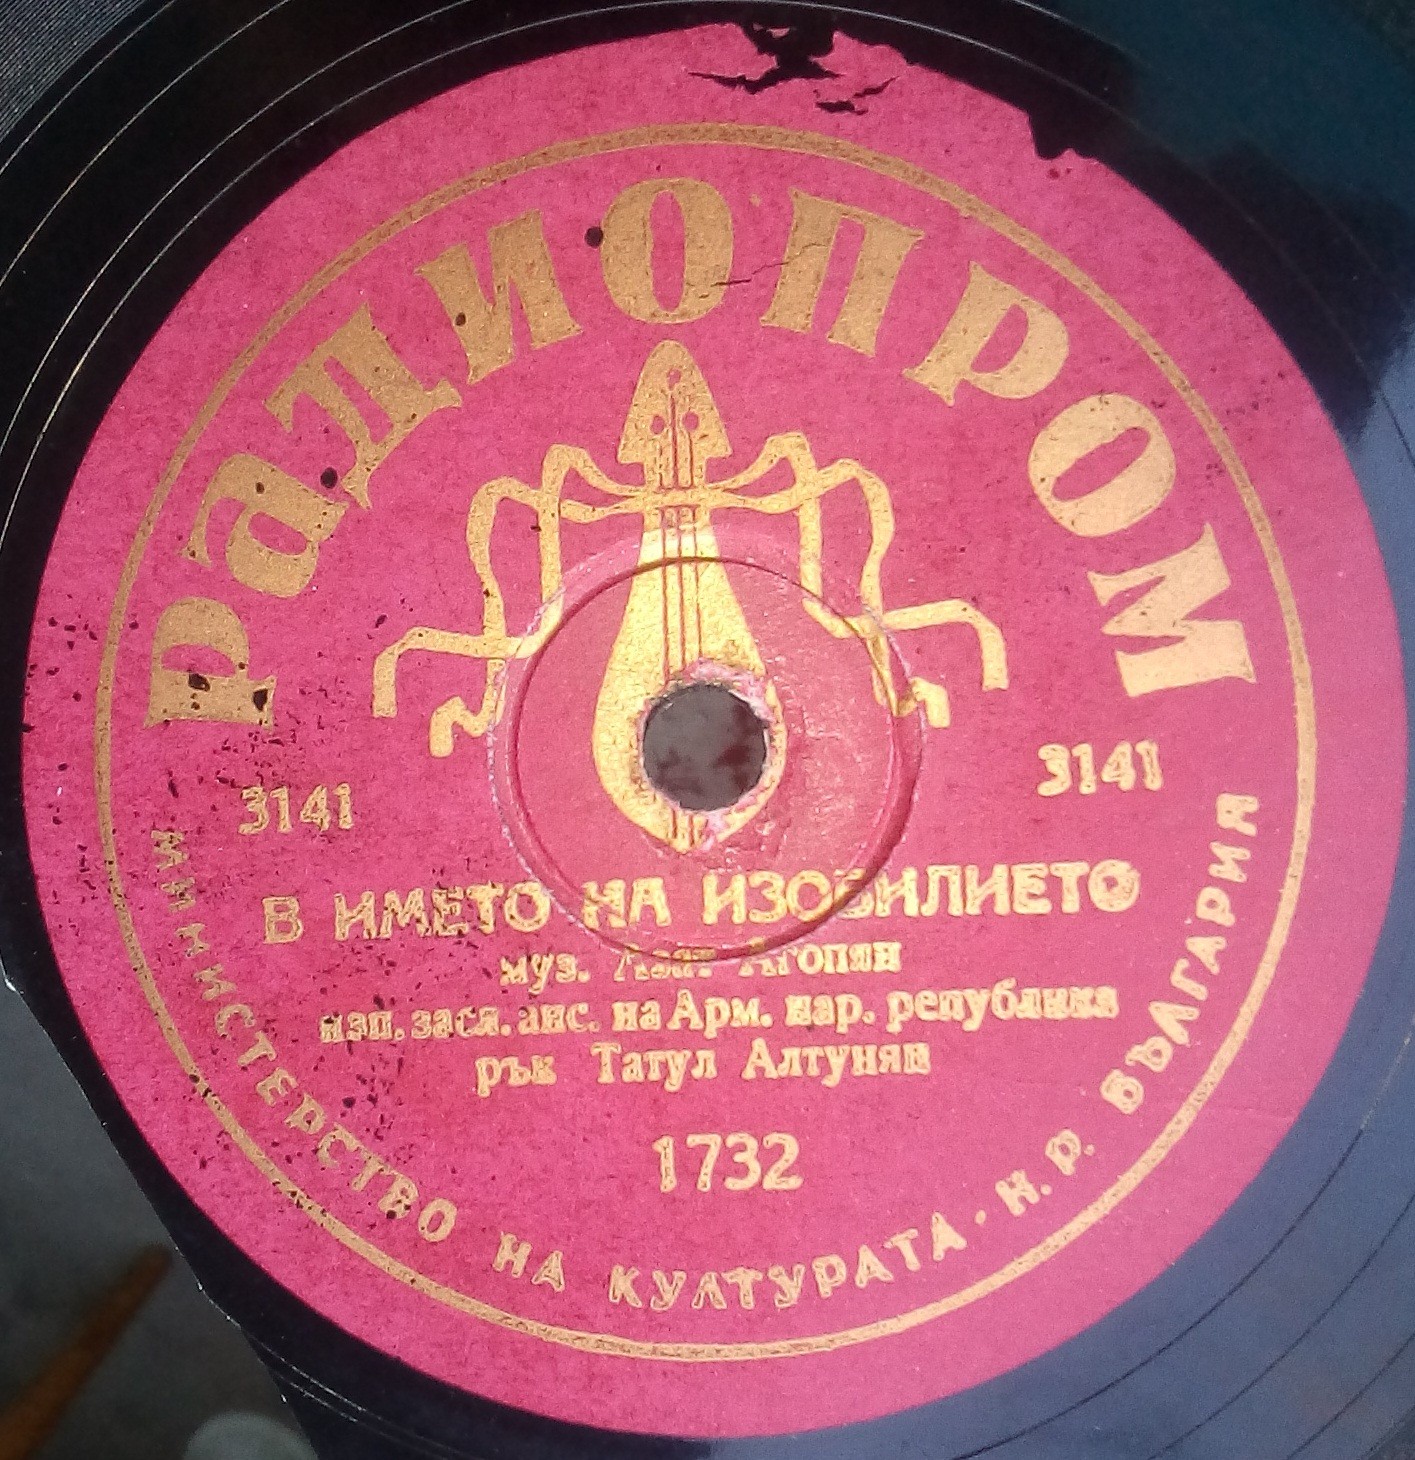 РАДИОПРОМ
3141
3141
В ИМЕТО НА ИЗОБИЛИЕТО
муз. Агопян
изп. засл. анс. на Арм. нар. република
рък Татул Алтунян
1732
МИНИСТЕРСТВО НА КУЛТУРАТА · Н. Р. БЪЛГАРИЯ